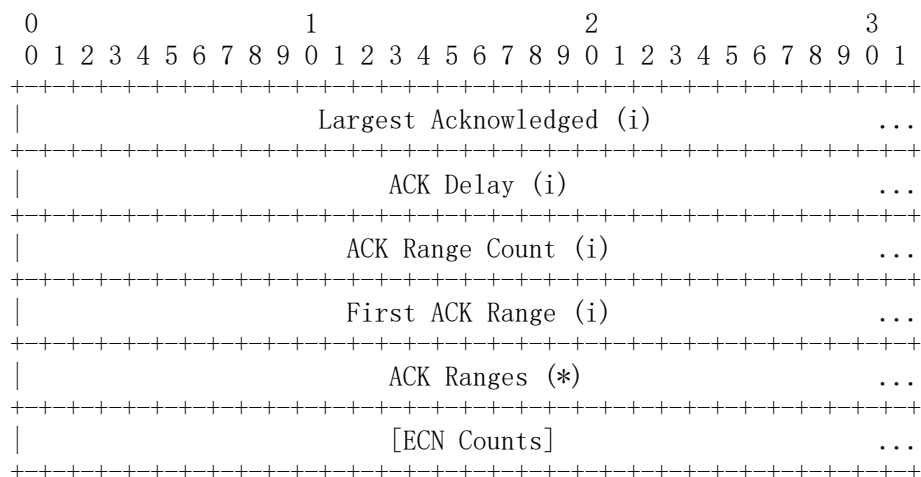 0                   1                   2                   3
0 1 2 3 4 5 6 7 8 9 0 1 2 3 4 5 6 7 8 9 0 1 2 3 4 5 6 7 8 9 0 1
+-+-+-+-+-+-+-+-+-+-+-+-+-+-+-+-+-+-+-+-+-+-+-+-+-+-+-+-+-+-+-+-+
|                     Largest Acknowledged (i)                ...
+-+-+-+-+-+-+-+-+-+-+-+-+-+-+-+-+-+-+-+-+-+-+-+-+-+-+-+-+-+-+-+-+
|                          ACK Delay (i)                      ...
+-+-+-+-+-+-+-+-+-+-+-+-+-+-+-+-+-+-+-+-+-+-+-+-+-+-+-+-+-+-+-+-+
|                       ACK Range Count (i)                   ...
+-+-+-+-+-+-+-+-+-+-+-+-+-+-+-+-+-+-+-+-+-+-+-+-+-+-+-+-+-+-+-+-+
|                       First ACK Range (i)                   ...
+-+-+-+-+-+-+-+-+-+-+-+-+-+-+-+-+-+-+-+-+-+-+-+-+-+-+-+-+-+-+-+-+
|                          ACK Ranges (*)                     ...
+-+-+-+-+-+-+-+-+-+-+-+-+-+-+-+-+-+-+-+-+-+-+-+-+-+-+-+-+-+-+-+-+
|                          [ECN Counts]                       ...
+-+-+-+-+-+-+-+-+-+-+-+-+-+-+-+-+-+-+-+-+-+-+-+-+-+-+-+-+-+-+-+-+